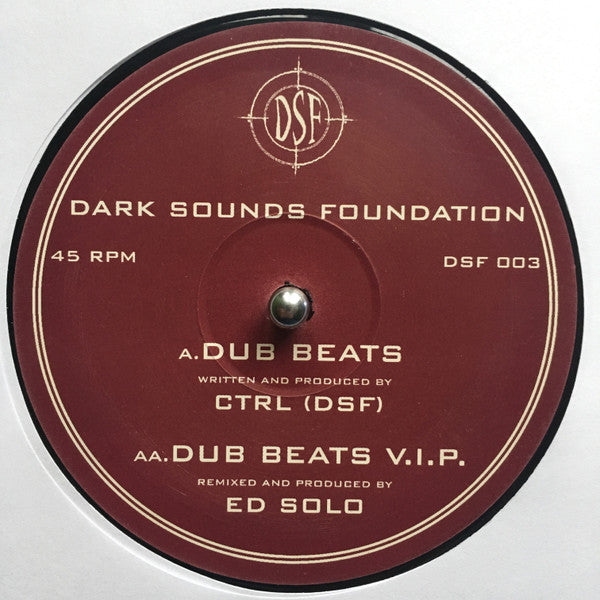 DSF
DARK SOUNDS FOUNDATION
45 RPM
DSF 003
A. DUB BEATS
WRITTEN AND PRODUCED BY
CTRL (DSF)
AA. DUB BEATS V.I.P.
REMIXED AND PRODUCED BY
ED SOLO